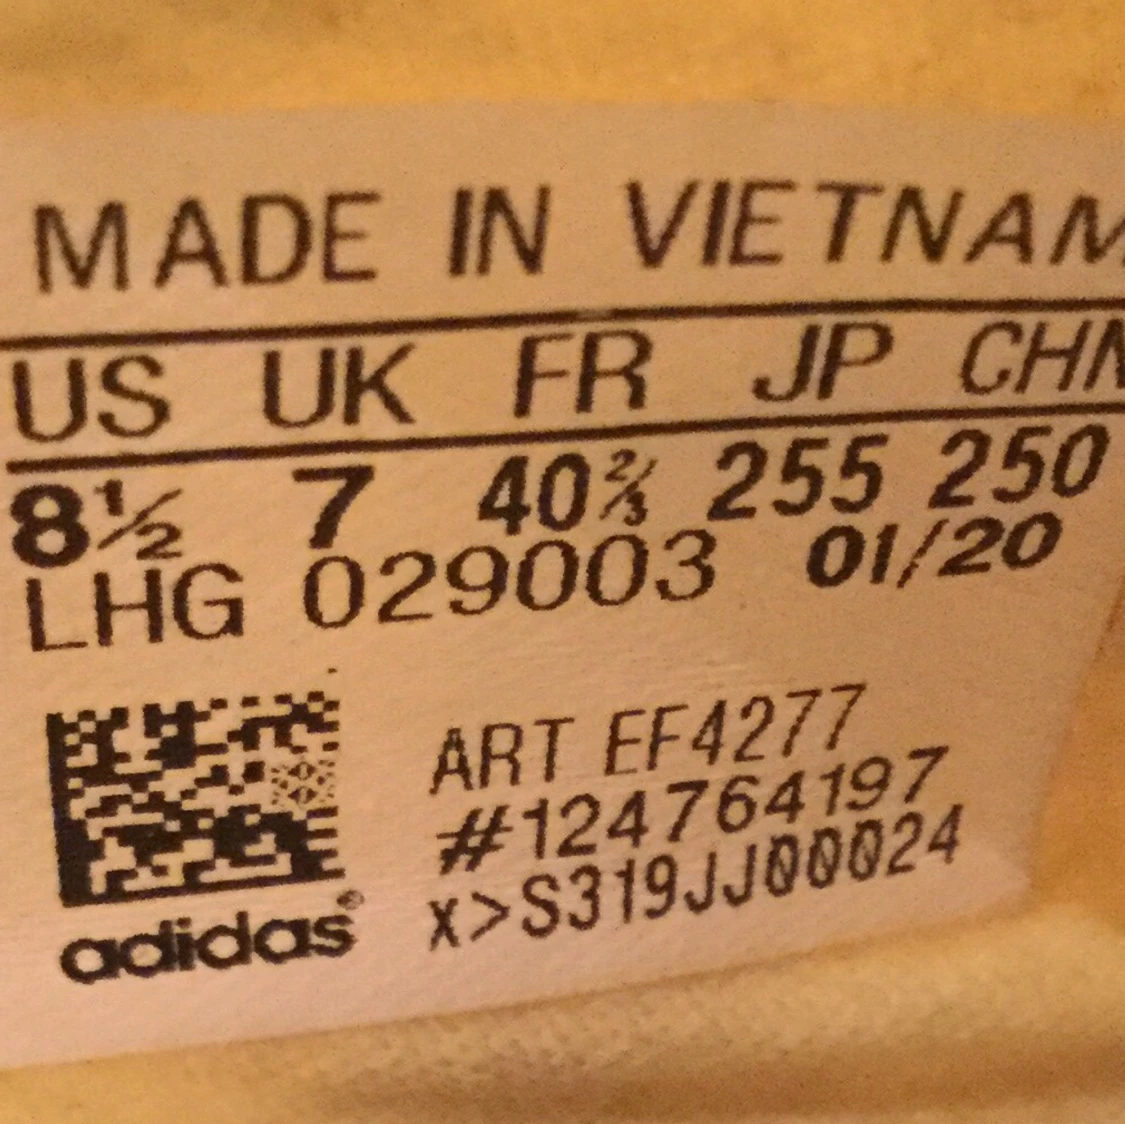 MADE IN VIETNAM
US UK FR JP CHN
8½ 7 40⅔ 255 250
LHG 029003 01/20
ART EF4277
#124764197
x>S319JJ00024
adidas®